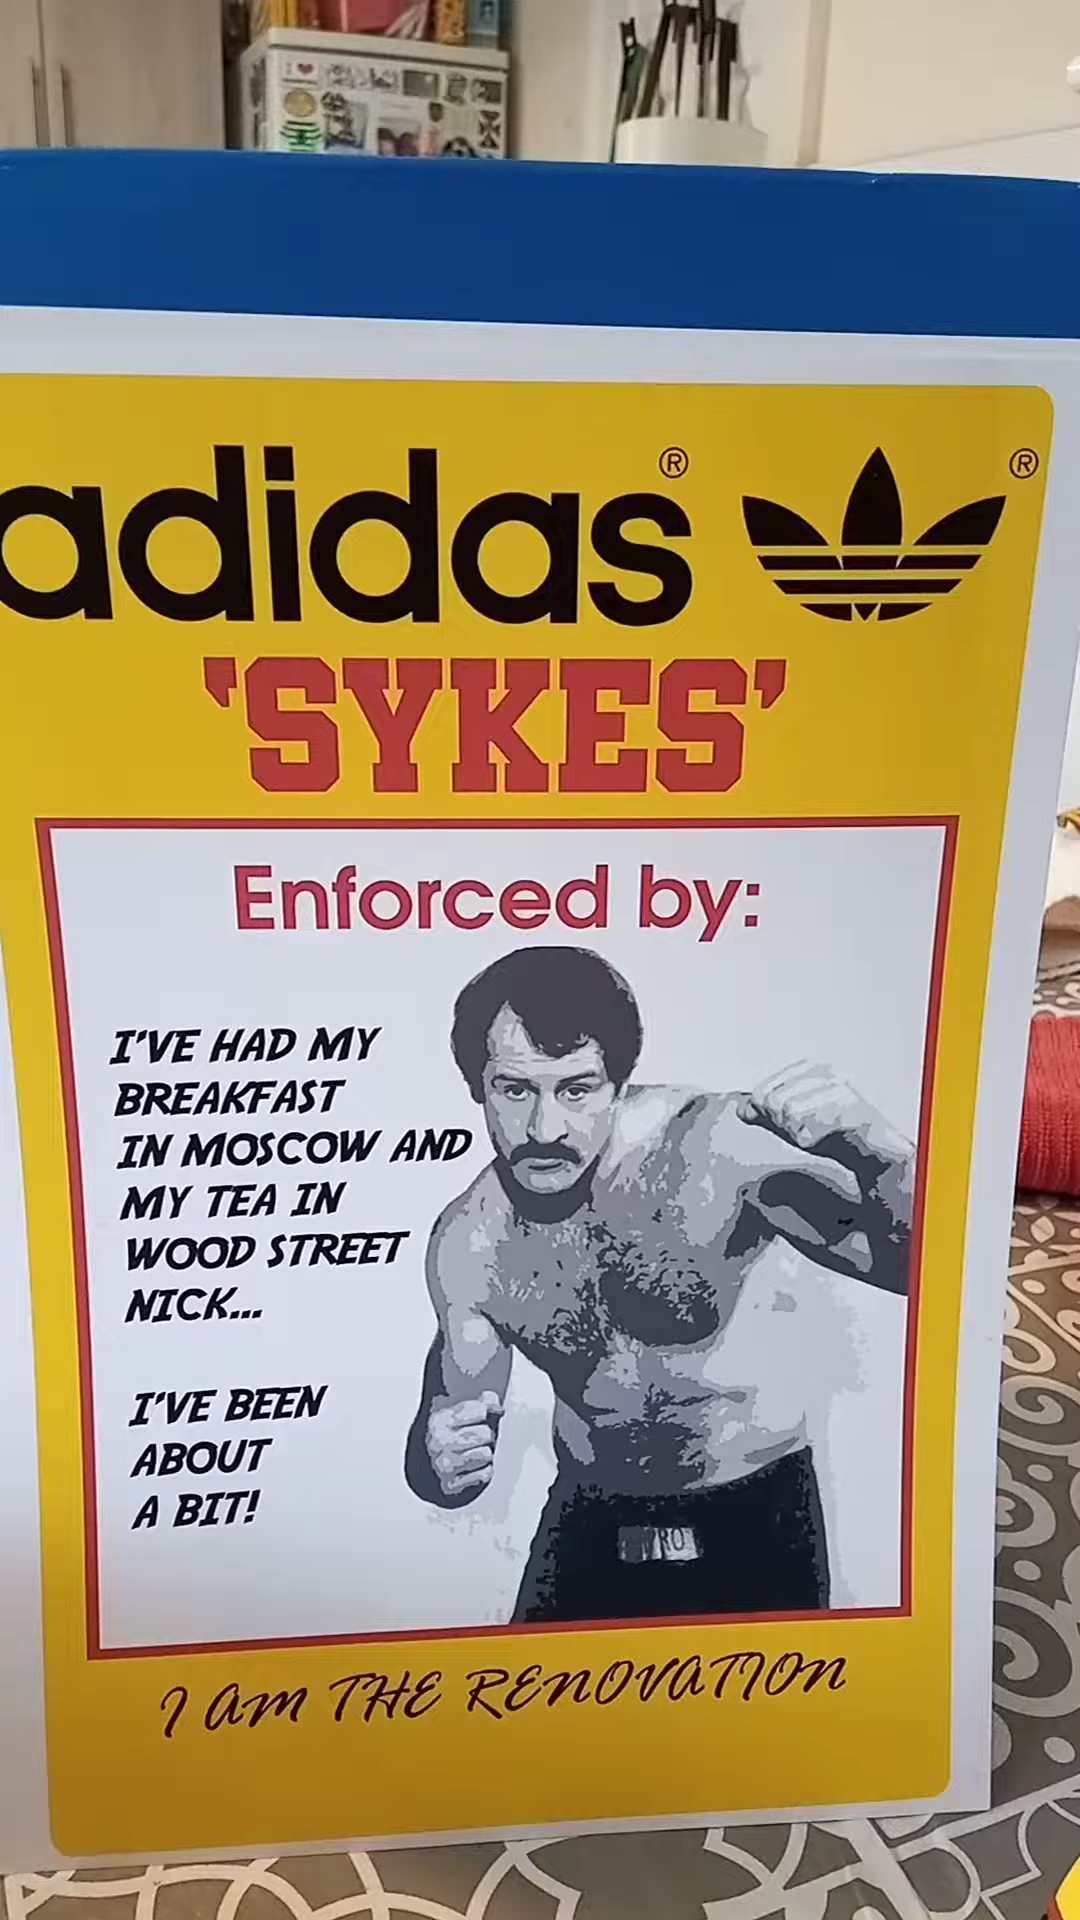 I ❤
adidas®
®
'SYKES'
Enforced by:
I'VE HAD MY
BREAKFAST
IN MOSCOW AND
MY TEA IN
WOOD STREET
NICK...
I'VE BEEN
ABOUT
A BIT!
I AM THE RENOVATION